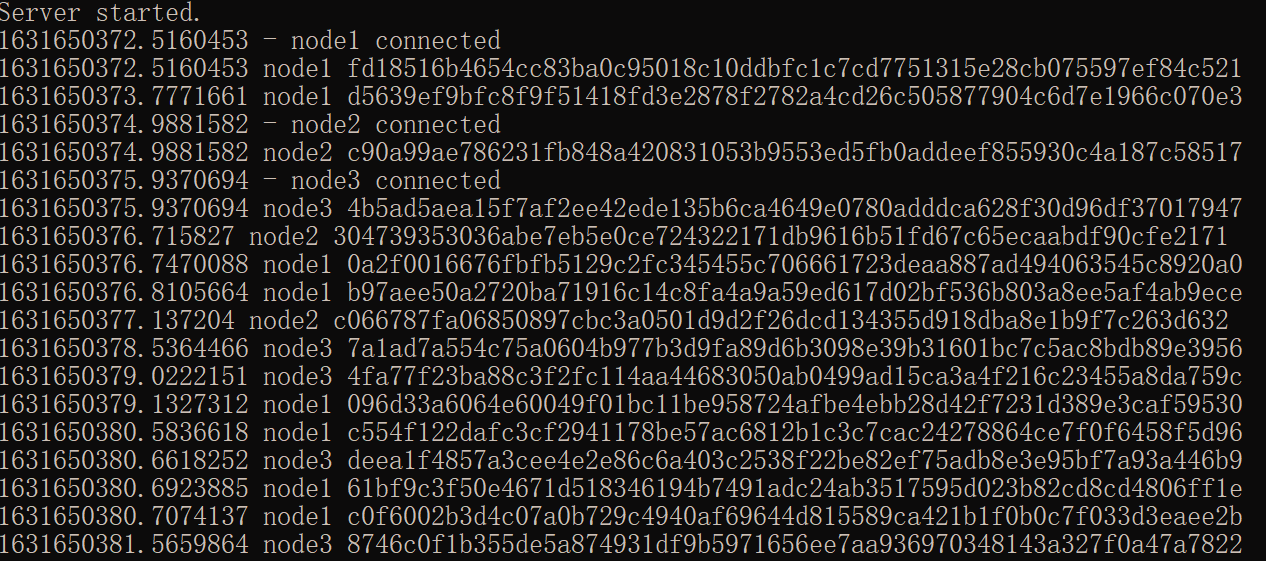 Server started.
1631650372.5160453 - node1 connected
1631650372.5160453 node1 fd18516b4654cc83ba0c95018c10ddbfc1c7cd7751315e28cb075597ef84c521
1631650373.7771661 node1 d5639ef9bfc8f9f51418fd3e2878f2782a4cd26c505877904c6d7e1966c070e3
1631650374.9881582 - node2 connected
1631650374.9881582 node2 c90a99ae786231fb848a420831053b9553ed5fb0addeef855930c4a187c58517
1631650375.9370694 - node3 connected
1631650375.9370694 node3 4b5ad5aea15f7af2ee42ede135b6ca4649e0780adddca628f30d96df37017947
1631650376.715827 node2 304739353036abe7eb5e0ce724322171db9616b51fd67c65ecaabdf90cfe2171
1631650376.7470088 node1 0a2f0016676fbfb5129c2fc345455c706661723deaa887ad494063545c8920a0
1631650376.8105664 node1 b97aee50a2720ba71916c14c8fa4a9a59ed617d02bf536b803a8ee5af4ab9ece
1631650377.137204 node2 c066787fa06850897cbc3a0501d9d2f26dcd134355d918dba8e1b9f7c263d632
1631650378.5364466 node3 7a1ad7a554c75a0604b977b3d9fa89d6b3098e39b31601bc7c5ac8bdb89e3956
1631650379.0222151 node3 4fa77f23ba88c3f2fc114aa44683050ab0499ad15ca3a4f216c23455a8da759c
1631650379.1327312 node1 096d33a6064e60049f01bc11be958724afbe4ebb28d42f7231d389e3caf59530
1631650380.5836618 node1 c554f122dafc3cf2941178be57ac6812b1c3c7cac24278864ce7f0f6458f5d96
1631650380.6618252 node3 deea1f4857a3cee4e2e86c6a403c2538f22be82ef75adb8e3e95bf7a93a446b9
1631650380.6923885 node1 61bf9c3f50e4671d518346194b7491adc24ab3517595d023b82cd8cd4806ff1e
1631650380.7074137 node1 c0f6002b3d4c07a0b729c4940af69644d815589ca421b1f0b0c7f033d3eaee2b
1631650381.5659864 node3 8746c0f1b355de5a874931df9b5971656ee7aa936970348143a327f0a47a7822